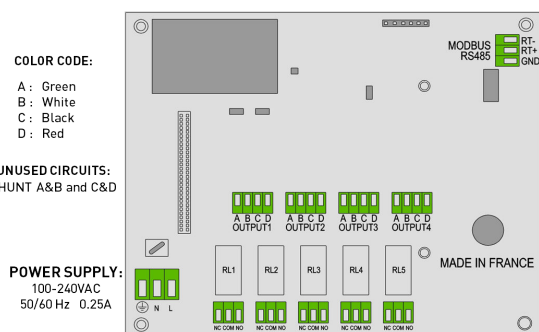 COLOR CODE:
A : Green
B : White
C : Black
D : Red
UNUSED CIRCUITS:
HUNT A&B and C&D
POWER SUPPLY:
100-240VAC
50/60 Hz 0.25A
MODBUS
RS485
RT-
RT+
GND
A B C D
OUTPUT1
A B C D
OUTPUT2
A B C D
OUTPUT3
A B C D
OUTPUT4
RL1
RL2
RL3
RL4
RL5
MADE IN FRANCE
N L
NC COM NO
NC COM NO
NC COM NO
NC COM NO
NC COM NO